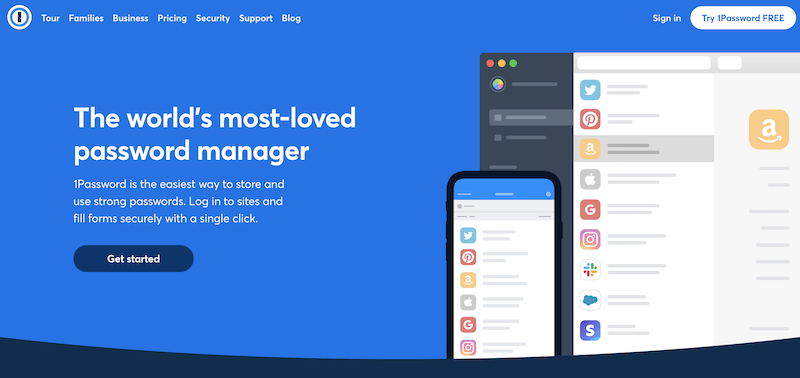 Tour Families Business Pricing Security Support Blog Sign in Try 1Password FREE
The world's most-loved
password manager
1Password is the easiest way to store and
use strong passwords. Log in to sites and
fill forms securely with a single click.
Get started